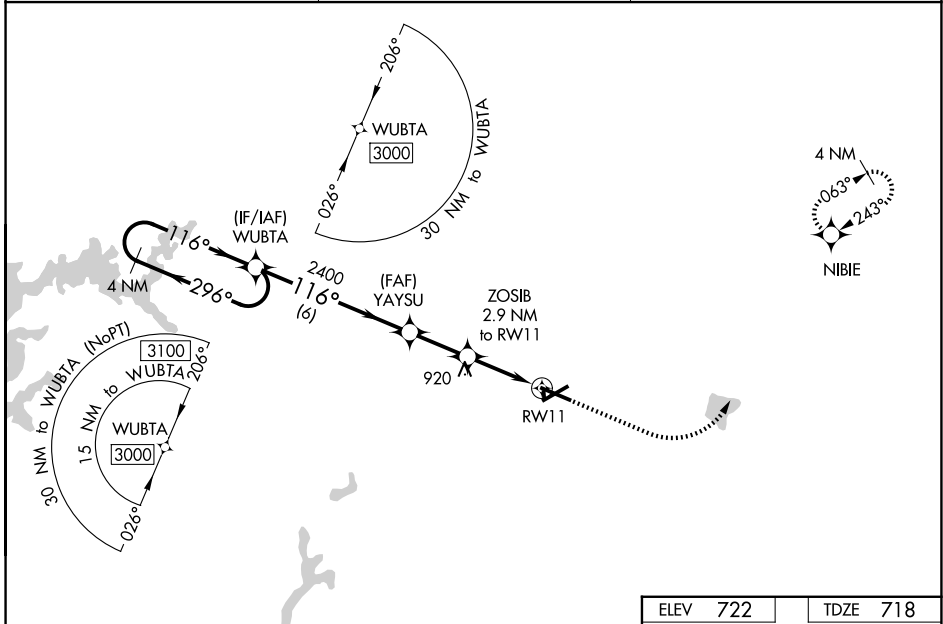 206°
WUBTA
3000
026°
30 NM to WUBTA
4 NM
063°
243°
NIBIE
(IF/IAF)
WUBTA
116°
4 NM
296°
2400
116°
(6)
(FAF)
YAYSU
ZOSIB
2.9 NM
to RW11
920
RW11
30 NM to WUBTA (NoPT)
3100
206°
15 NM to WUBTA
WUBTA
3000
026°
ELEV 722
TDZE 718